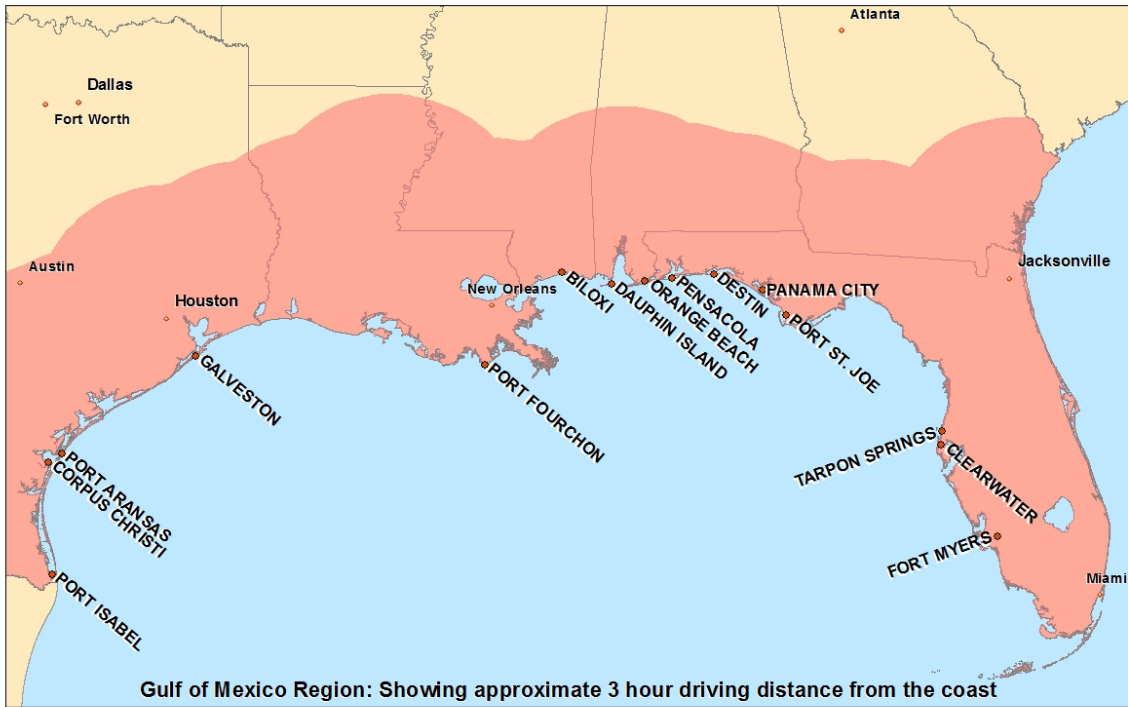 Atlanta
Dallas
Fort Worth
Austin
Jacksonville
Houston
New Orleans
BILOXI
DAUPHIN ISLAND
ORANGE BEACH
PENSACOLA
DESTIN
PANAMA CITY
PORT ST. JOE
GALVESTON
PORT FOURCHON
PORT ARANSAS
CORPUS CHRISTI
TARPON SPRINGS
CLEARWATER
FORT MYERS
PORT ISABEL
Miami
Gulf of Mexico Region: Showing approximate 3 hour driving distance from the coast